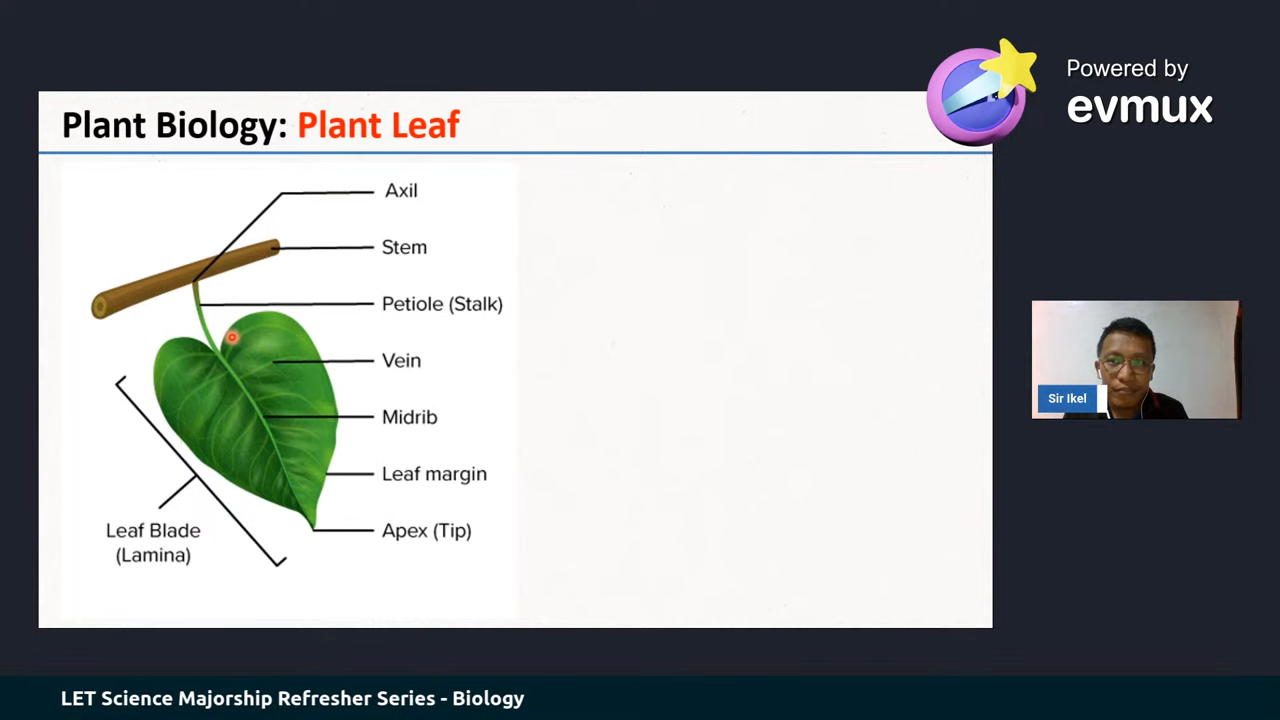 Powered by
evmux
Plant Biology: Plant Leaf
Axil
Stem
Petiole (Stalk)
Vein
Midrib
Leaf margin
Apex (Tip)
Leaf Blade
(Lamina)
Sir Ikel
LET Science Majorship Refresher Series - Biology